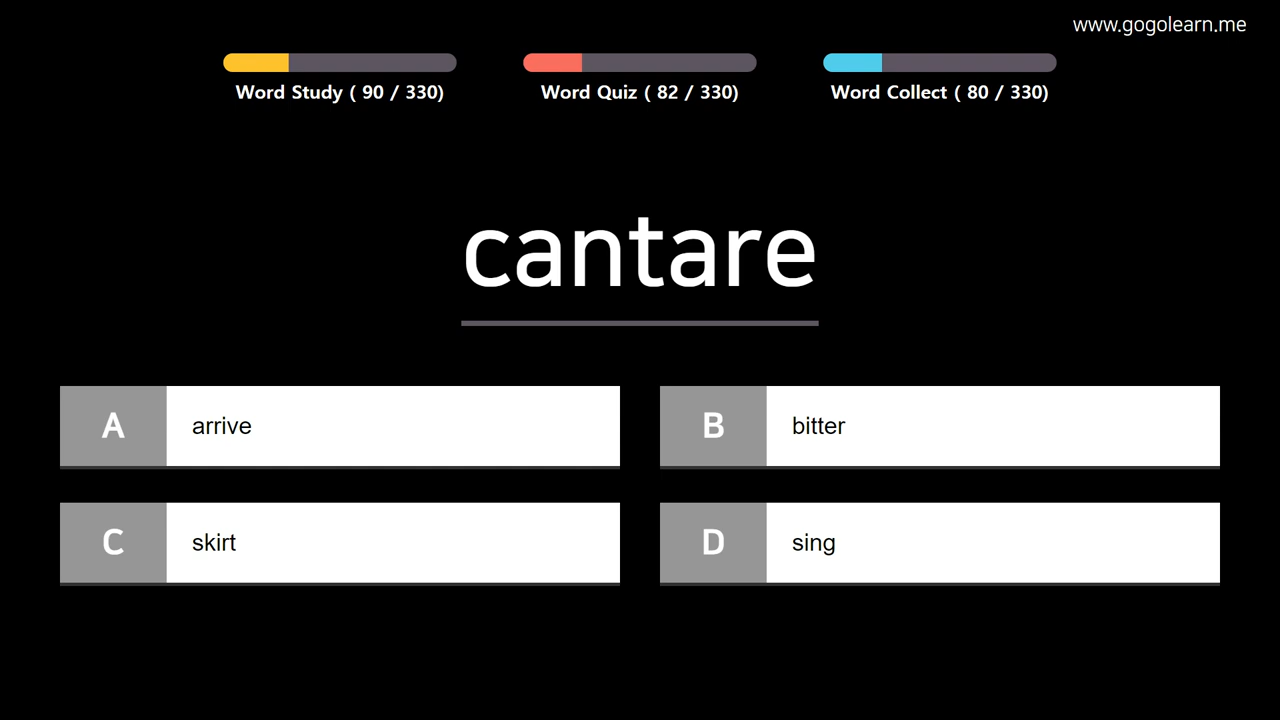 www.gogolearn.me
Word Study ( 90 / 330)
Word Quiz ( 82 / 330)
Word Collect ( 80 / 330)
cantare
A arrive
B bitter
C skirt
D sing